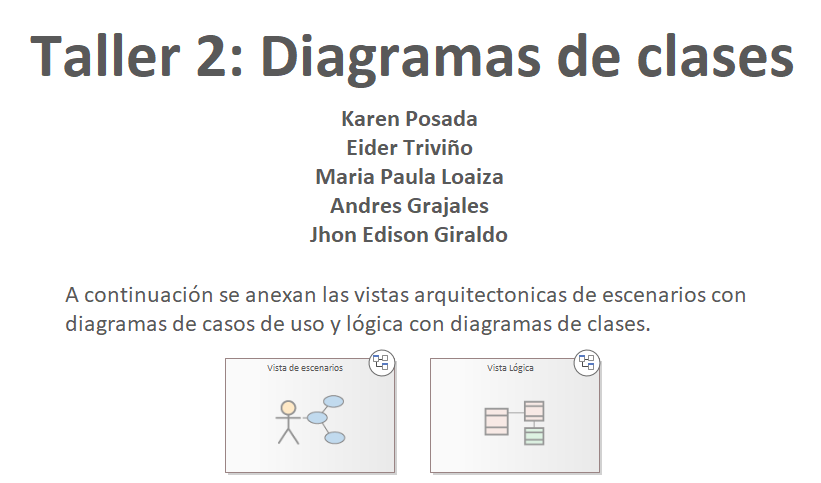 Taller 2: Diagramas de clases
Karen Posada
Eider Triviño
Maria Paula Loaiza
Andres Grajales
Jhon Edison Giraldo
A continuación se anexan las vistas arquitectonicas de escenarios con
diagramas de casos de uso y lógica con diagramas de clases.
Vista de escenarios
Vista Lógica